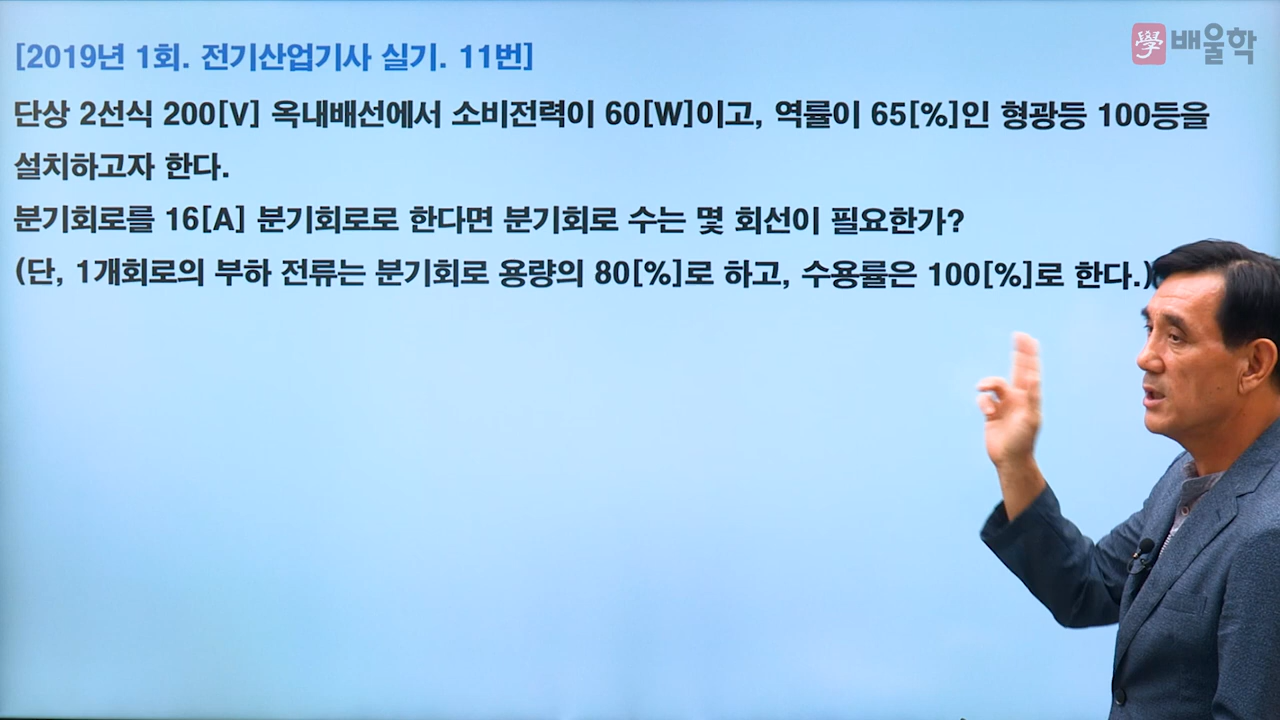 學 배울학
[2019년 1회. 전기산업기사 실기. 11번]
단상 2선식 200[V] 옥내배선에서 소비전력이 60[W]이고, 역률이 65[%]인 형광등 100등을
설치하고자 한다.
분기회로를 16[A] 분기회로로 한다면 분기회로 수는 몇 회선이 필요한가?
(단, 1개회로의 부하 전류는 분기회로 용량의 80[%]로 하고, 수용률은 100[%]로 한다.)